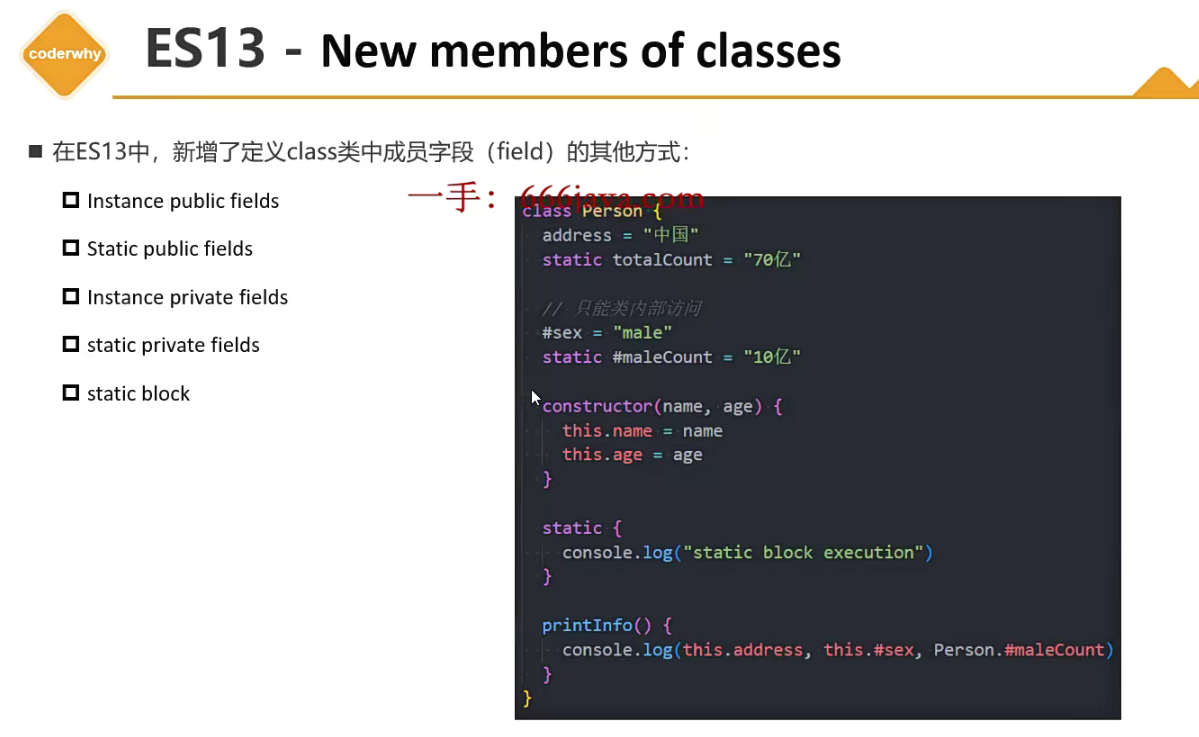 coderwhy
ES13 - New members of classes
■ 在ES13中，新增了定义class类中成员字段（field）的其他方式：
Instance public fields
Static public fields
Instance private fields
static private fields
static block
一手：666java.com
class Person {
address = "中国"
static totalCount = "70亿"
// 只能类内部访问
#sex = "male"
static #maleCount = "10亿"
constructor(name, age) {
this.name = name
this.age = age
}
static {
console.log("static block execution")
}
printInfo() {
console.log(this.address, this.#sex, Person.#maleCount)
}
}